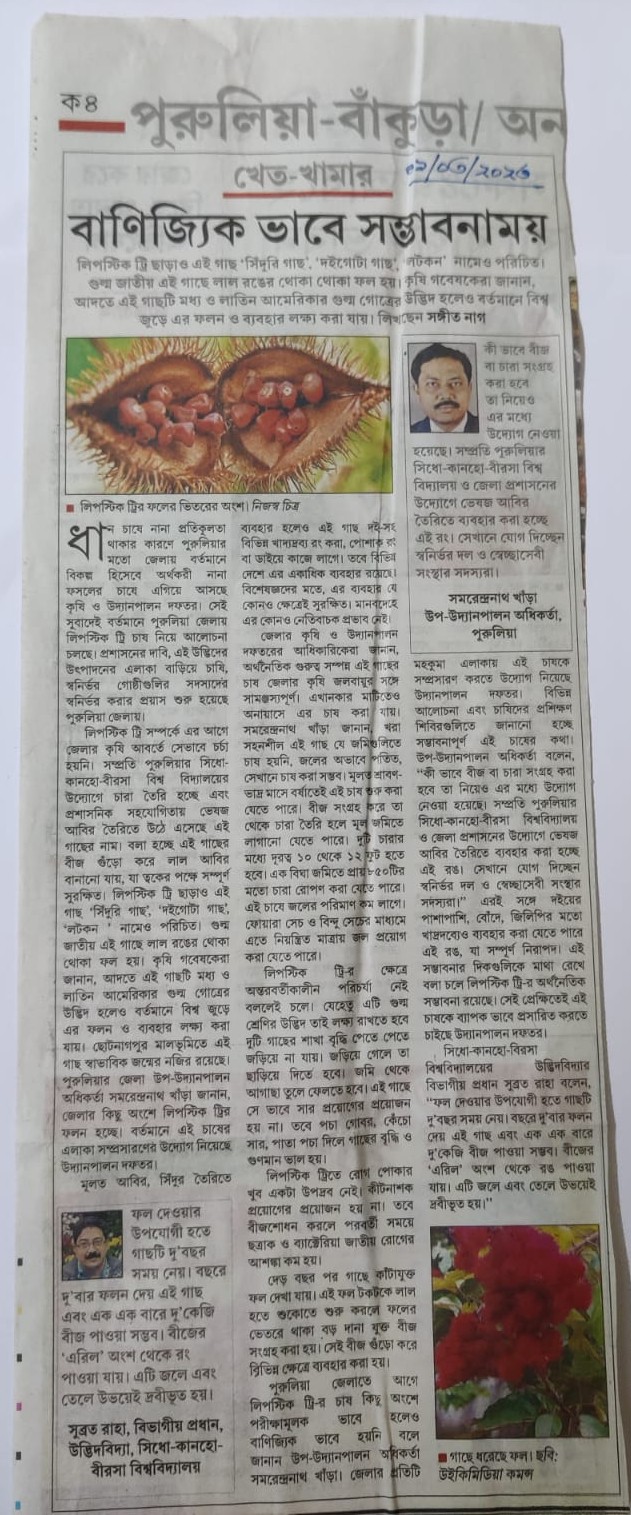 ক৪
পুরুলিয়া-বাঁকুড়া/ অন
খেত-খামার
০২/০৩/২০২৩
বাণিজ্যিক ভাবে সম্ভাবনাময়
লিপস্টিক ট্রি ছাড়াও এই গাছ ‘সিঁদুরি গাছ’, ‘দইগোটা গাছ’, ‘লটকন’ নামেও পরিচিত।
গুল্ম জাতীয় এই গাছে লাল রঙের থোকা থোকা ফল হয়। কৃষি গবেষকেরা জানান,
আদতে এই গাছটি মধ্য ও লাতিন আমেরিকার গুল্ম গোত্রের উদ্ভিদ হলেও বর্তমানে বিশ্ব
জুড়ে এর ফলন ও ব্যবহার লক্ষ্য করা যায়। লিখছেন সঙ্গীত নাগ
লিপস্টিক ট্রির ফলের ভিতরের অংশ। নিজস্ব চিত্র
ধান চাষে নানা প্রতিকূলতা
থাকার কারণে পুরুলিয়ার
মতো জেলায় বর্তমানে
বিকল্প হিসেবে অর্থকরী নানা
ফসলের চাষে এগিয়ে আসছে
কৃষি ও উদ্যানপালন দফতর। সেই
সুবাদেই বর্তমানে পুরুলিয়া জেলায়
লিপস্টিক ট্রি চাষ নিয়ে আলোচনা
চলছে। প্রশাসনের দাবি, এই উদ্ভিদের
উৎপাদনের এলাকা বাড়িয়ে চাষি,
স্বনির্ভর গোষ্ঠীগুলির সদস্যদের
স্বনির্ভর করার প্রয়াস শুরু হয়েছে
পুরুলিয়া জেলায়।
লিপস্টিক ট্রি সম্পর্কে এর আগে
জেলার কৃষি আবর্তে সেভাবে চর্চা
হয়নি। সম্প্রতি পুরুলিয়ার সিধো-
কানহো-বীরসা বিশ্ব বিদ্যালয়ের
উদ্যোগে চারা তৈরি হচ্ছে এবং
প্রশাসনিক সহযোগিতায় ভেষজ
আবির তৈরিতে উঠে এসেছে এই
গাছের নাম। বলা হচ্ছে এই গাছের
বীজ গুঁড়ো করে লাল আবির
বানানো যায়, যা ত্বকের পক্ষে সম্পূর্ণ
সুরক্ষিত। লিপস্টিক ট্রি ছাড়াও এই
গাছ ‘সিঁদুরি গাছ’, ‘দইগোটা গাছ’,
‘লটকন ’ নামেও পরিচিত। গুল্ম
জাতীয় এই গাছে লাল রঙের থোকা
থোকা ফল হয়। কৃষি গবেষকেরা
জানান, আদতে এই গাছটি মধ্য ও
লাতিন আমেরিকার গুল্ম গোত্রের
উদ্ভিদ হলেও বর্তমানে বিশ্ব জুড়ে
এর ফলন ও ব্যবহার লক্ষ্য করা
যায়। ছোটনাগপুর মালভূমিতে এই
গাছ স্বাভাবিক জন্মের নজির রয়েছে।
পুরুলিয়ার জেলা উপ-উদ্যানপালন
অধিকর্তা সমরেন্দ্রনাথ খাঁড়া জানান,
জেলার কিছু অংশে লিপস্টিক ট্রির
ফলন হচ্ছে। বর্তমানে এই চাষের
এলাকা সম্প্রসারণের উদ্যোগ নিয়েছে
উদ্যানপালন দফতর।
মূলত আবির, সিঁদুর তৈরিতে
ফল দেওয়ার
উপযোগী হতে
গাছটি দু’বছর
সময় নেয়। বছরে
দু’বার ফলন দেয় এই গাছ
এবং এক এক বারে দু’কেজি
বীজ পাওয়া সম্ভব। বীজের
‘এরিল’ অংশ থেকে রং
পাওয়া যায়। এটি জলে এবং
তেলে উভয়েই দ্রবীভূত হয়।
সুব্রত রাহা, বিভাগীয় প্রধান,
উদ্ভিদবিদ্যা, সিধো-কানহো-
বীরসা বিশ্ববিদ্যালয়
ব্যবহার হলেও এই গাছ দই-সহ
বিভিন্ন খাদ্যদ্রব্য রং করা, পোশাক রং
বা ডাইয়ে কাজে লাগে। তবে বিভিন্ন
দেশে এর একাধিক ব্যবহার রয়েছে।
বিশেষজ্ঞদের মতে, এর ব্যবহার যে
কোনও ক্ষেত্রেই সুরক্ষিত। মানবদেহে
এর কোনও নেতিবাচক প্রভাব নেই।
জেলার কৃষি ও উদ্যানপালন
দফতরের আধিকারিকেরা জানান,
অর্থনৈতিক গুরুত্ব সম্পন্ন এই গাছের
চাষ জেলার কৃষি জলবায়ুর সঙ্গে
সামঞ্জস্যপূর্ণ। এখানকার মাটিতেও
অনায়াসে এর চাষ করা যায়।
সমরেন্দ্রনাথ খাঁড়া জানান, খরা
সহনশীল এই গাছ যে জমিগুলিতে
চাষ হয়নি, জলের অভাবে পতিত,
সেখানে চাষ করা সম্ভব। মূলত শ্রাবণ-
ভাদ্র মাসে বর্ষাতেই এই চাষ শুরু করা
যেতে পারে। বীজ সংগ্রহ করে তা
থেকে চারা তৈরি হলে মূল জমিতে
লাগানো যেতে পারে। দুটি চারার
মধ্যে দূরত্ব ১০ থেকে ১২ ফুট হতে
হবে। এক বিঘা জমিতে প্রায় ৮৫০টির
মতো চারা রোপণ করা যেতে পারে।
এই চাষে জলের পরিমাণ কম লাগে।
ফোয়ারা সেচ ও বিন্দু সেচের মাধ্যমে
এতে নিয়ন্ত্রিত মাত্রায় জল প্রয়োগ
করা যেতে পারে।
লিপস্টিক ট্রি-র ক্ষেত্রে
অন্তরবর্তীকালীন পরিচর্যা নেই
বললেই চলে। যেহেতু এটি গুল্ম
শ্রেণির উদ্ভিদ তাই লক্ষ্য রাখতে হবে
দুটি গাছের শাখা বৃদ্ধি পেতে পেতে
জড়িয়ে না যায়। জড়িয়ে গেলে তা
ছাড়িয়ে দিতে হবে। জমি থেকে
আগাছা তুলে ফেলতে হবে। এই গাছে
সে ভাবে সার প্রয়োগের প্রয়োজন
হয় না। তবে পচা গোবর, কেঁচো
সার, পাতা পচা দিলে গাছের বৃদ্ধি ও
গুণমান ভাল হয়।
লিপস্টিক ট্রিতে রোগ পোকার
খুব একটা উপদ্রব নেই। কীটনাশক
প্রয়োগের প্রয়োজন হয় না। তবে
বীজশোধন করলে পরবর্তী সময়ে
ছত্রাক ও ব্যাক্টেরিয়া জাতীয় রোগের
আশঙ্কা কম হয়।
দেড় বছর পর গাছে কাঁটাযুক্ত
ফল দেখা যায়। এই ফল টকটকে লাল
হতে শুকোতে শুরু করলে ফলের
ভেতরে থাকা বড় দানা যুক্ত বীজ
সংগ্রহ করা হয়। সেই বীজ গুঁড়ো করে
বিভিন্ন ক্ষেত্রে ব্যবহার করা হয়।
পুরুলিয়া জেলাতে আগে
লিপস্টিক ট্রি-র চাষ কিছু অংশে
পরীক্ষামূলক ভাবে হলেও
বাণিজ্যিক ভাবে হয়নি বলে
জানান উপ-উদ্যানপালন অধিকর্তা
সমরেন্দ্রনাথ খাঁড়া। জেলার প্রতিটি
কী ভাবে বীজ
বা চারা সংগ্রহ
করা হবে
তা নিয়েও
এর মধ্যে
উদ্যোগ নেওয়া
হয়েছে। সম্প্রতি পুরুলিয়ার
সিধো-কানহো-বীরসা বিশ্ব
বিদ্যালয় ও জেলা প্রশাসনের
উদ্যোগে ভেষজ আবির
তৈরিতে ব্যবহার করা হচ্ছে
এই রং। সেখানে যোগ দিচ্ছেন
স্বনির্ভর দল ও স্বেচ্ছাসেবী
সংস্থার সদস্যরা।
সমরেন্দ্রনাথ খাঁড়া
উপ-উদ্যানপালন অধিকর্তা,
পুরুলিয়া
মহকুমা এলাকায় এই চাষকে
সম্প্রসারণ করতে উদ্যোগ নিয়েছে
উদ্যানপালন দফতর। বিভিন্ন
আলোচনা এবং চাষিদের প্রশিক্ষণ
শিবিরগুলিতে জানানো হচ্ছে
সম্ভাবনাপূর্ণ এই চাষের কথা।
উপ-উদ্যানপালন অধিকর্তা বলেন,
“কী ভাবে বীজ বা চারা সংগ্রহ করা
হবে তা নিয়েও এর মধ্যে উদ্যোগ
নেওয়া হয়েছে। সম্প্রতি পুরুলিয়ার
সিধো-কানহো-বীরসা বিশ্ববিদ্যালয়
ও জেলা প্রশাসনের উদ্যোগে ভেষজ
আবির তৈরিতে ব্যবহার করা হচ্ছে
এই রঙ। সেখানে যোগ দিচ্ছেন
স্বনির্ভর দল ও স্বেচ্ছাসেবী সংস্থার
সদস্যরা।” এরই সঙ্গে দইয়ের
পাশাপাশি, বোঁদে, জিলিপির মতো
খাদ্রদব্যেও ব্যবহার করা যেতে পারে
এই রঙ, যা সম্পূর্ণ নিরাপদ। এই
সম্ভাবনার দিকগুলিকে মাথা রেখে
বলা চলে লিপস্টিক ট্রি-র অর্থনৈতিক
সম্ভবনা রয়েছে। সেই প্রেক্ষিতেই এই
চাষকে ব্যাপক ভাবে প্রসারিত করতে
চাইছে উদ্যানপালন দফতর।
সিধো-কানহো-বিরসা
বিশ্ববিদ্যালয়ের উদ্ভিদবিদ্যার
বিভাগীয় প্রধান সুব্রত রাহা বলেন,
“ফল দেওয়ার উপযোগী হতে গাছটি
দু’বছর সময় নেয়। বছরে দু’বার ফলন
দেয় এই গাছ এবং এক এক বারে
দু’কেজি বীজ পাওয়া সম্ভব। বীজের
‘এরিল’ অংশ থেকে রঙ পাওয়া
যায়। এটি জলে এবং তেলে উভয়েই
দ্রবীভূত হয়।”
গাছে ধরেছে ফল। ছবি:
উইকিমিডিয়া কমন্স